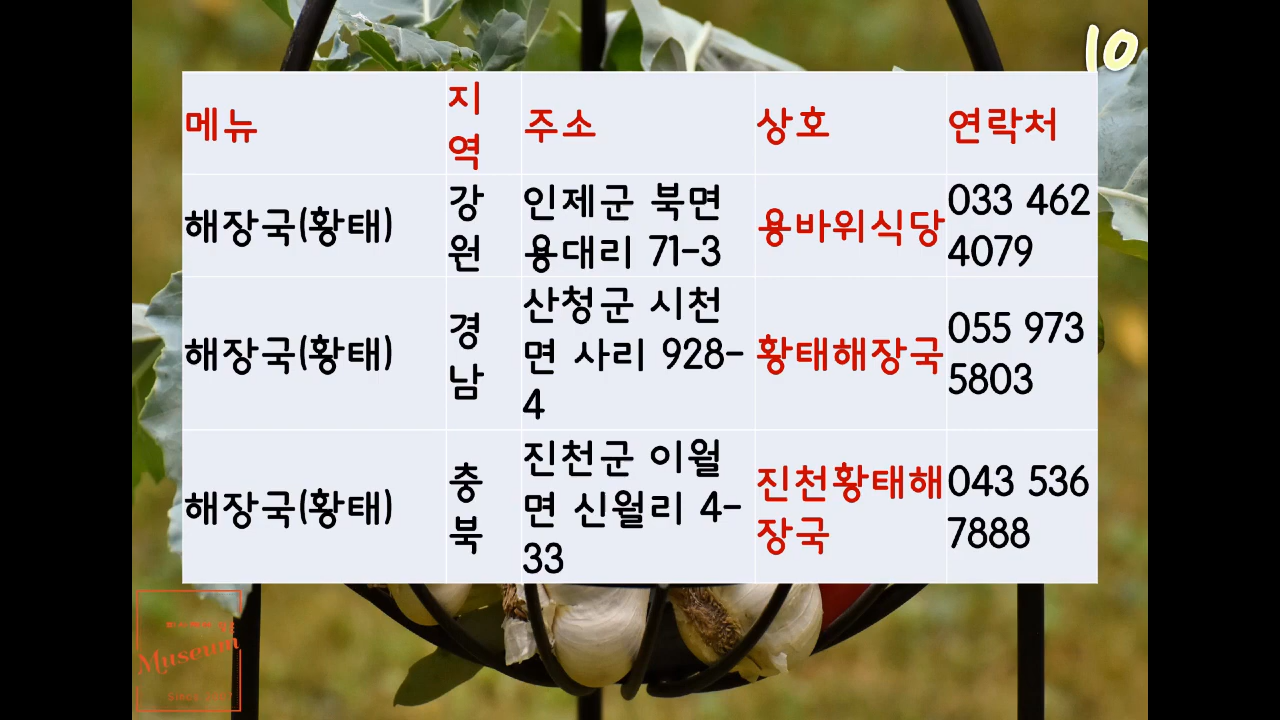 10
메뉴 지역 주소 상호 연락처
해장국(황태) 강원 인제군 북면 용대리 71-3 용바위식당 033 462 4079
해장국(황태) 경남 산청군 시천면 사리 928-4 황태해장국 055 973 5803
해장국(황태) 충북 진천군 이월면 신월리 4-33 진천황태해장국 043 536 7888
Museum